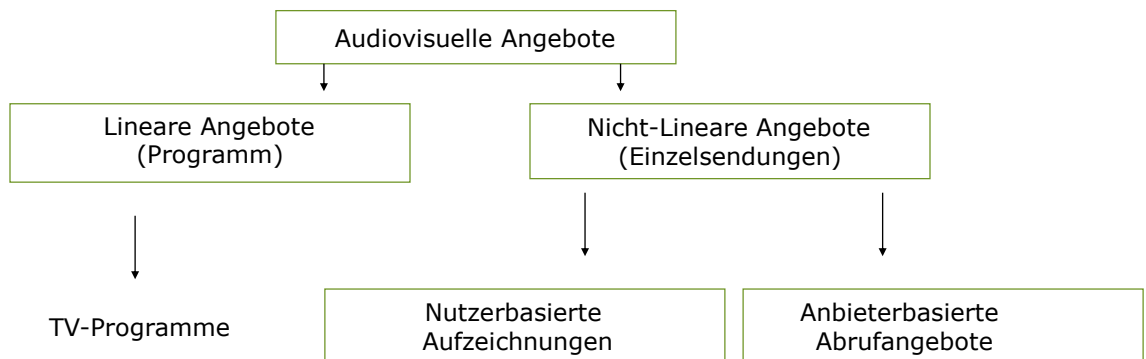 Audiovisuelle Angebote
Lineare Angebote
(Programm)
Nicht-Lineare Angebote
(Einzelsendungen)
TV-Programme
Nutzerbasierte
Aufzeichnungen
Anbieterbasierte
Abrufangebote